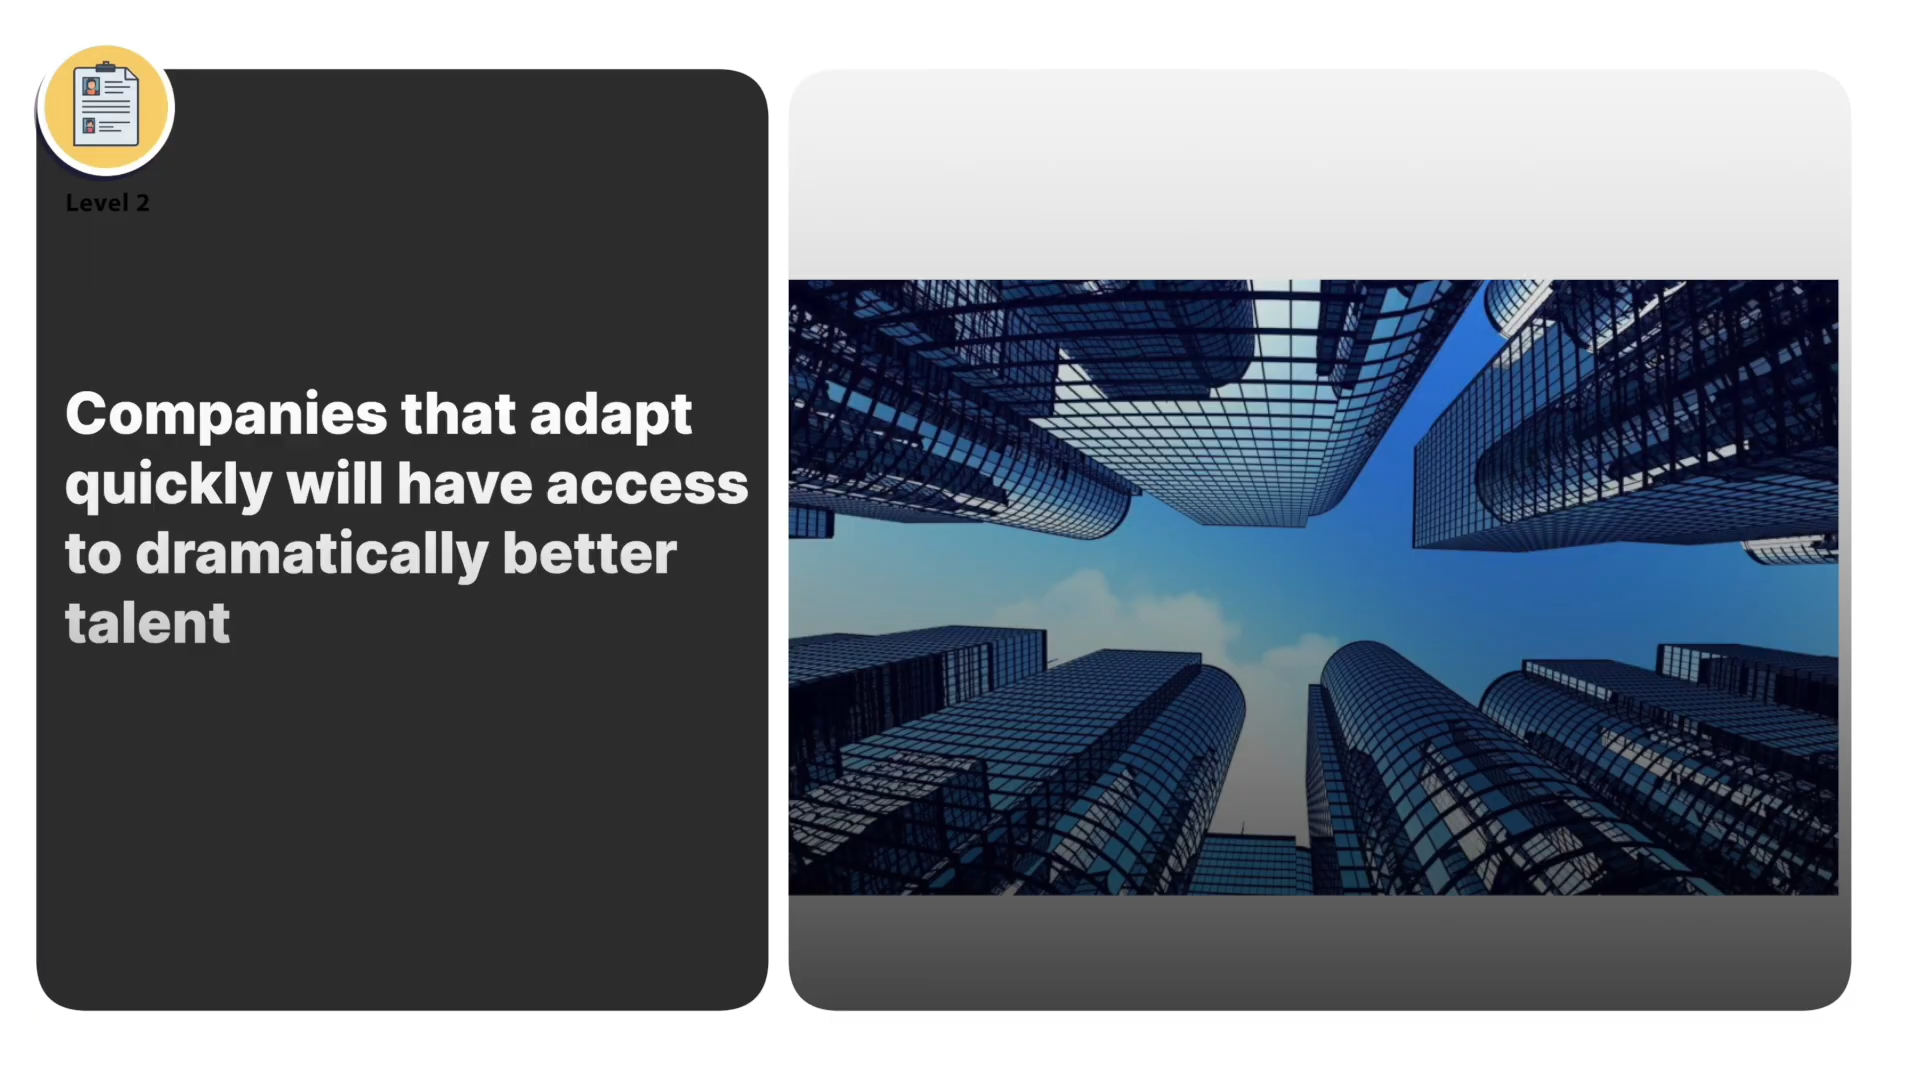 Level 2
Companies that adapt
quickly will have access
to dramatically better
talent